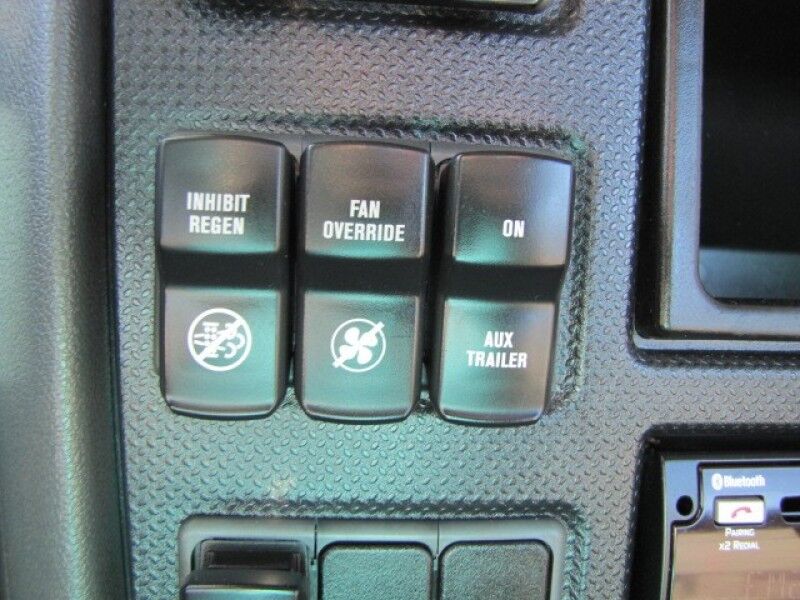 INHIBIT
REGEN
FAN
OVERRIDE
ON
AUX
TRAILER
Bluetooth
PAIRING
x2 REDIAL